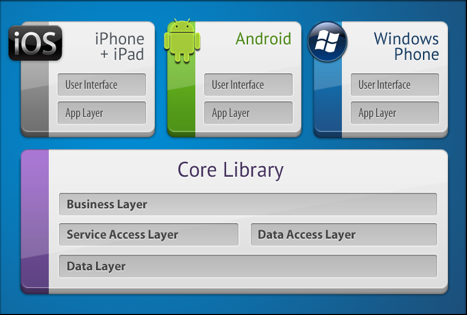 iOS
iPhone
+ iPad
User Interface
App Layer
Android
User Interface
App Layer
Windows
Phone
User Interface
App Layer
Core Library
Business Layer
Service Access Layer
Data Access Layer
Data Layer